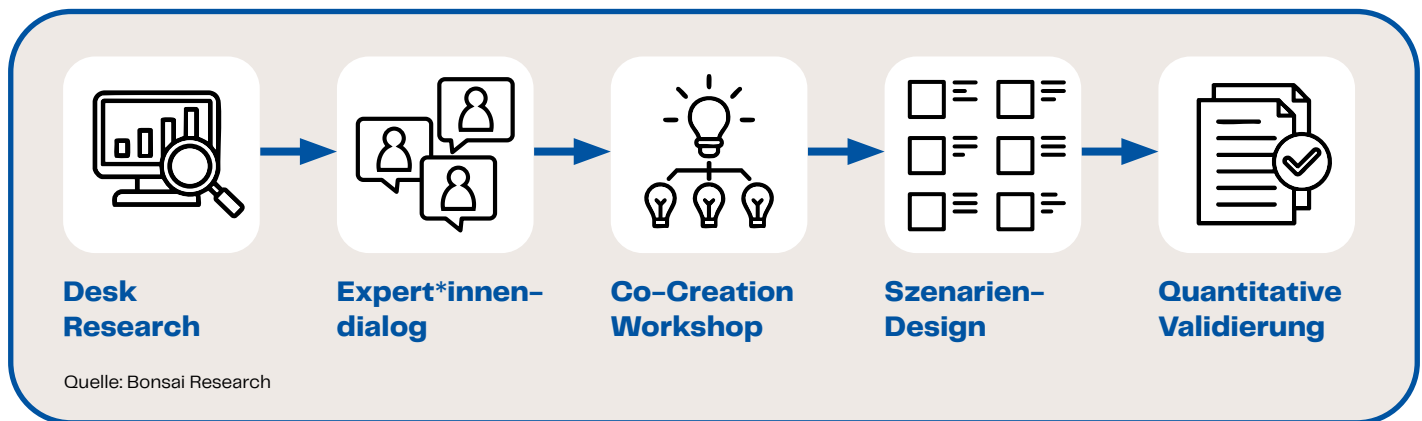 Desk
Research
Expert*innen-
dialog
Co-Creation
Workshop
Szenarien-
Design
Quantitative
Validierung
Quelle: Bonsai Research